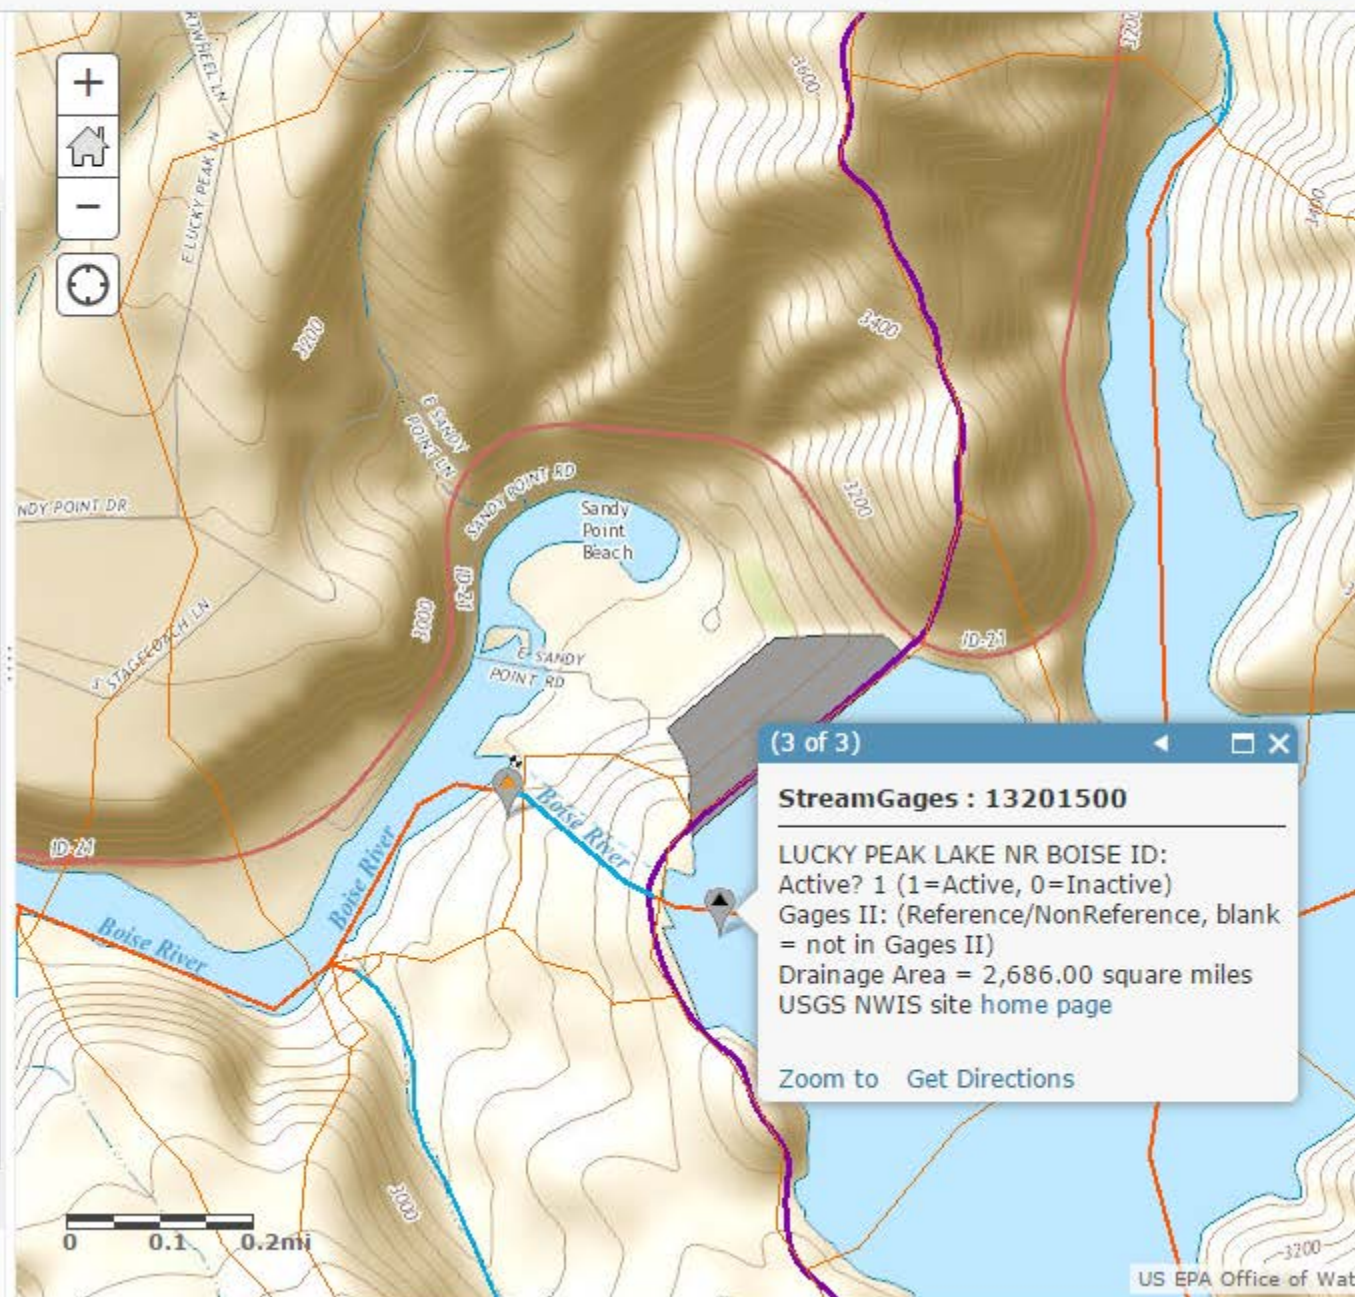 +
−
3600
3200
E LUCKY PEAK LN
3400
3200
3400
E SANDY
POINT LN
SANDY POINT RD
3200
NDY POINT DR
Sandy
Point
Beach
ID-21
3000
S STAGECOACH LN
E SANDY
POINT RD
ID-21
(3 of 3)
StreamGages : 13201500
LUCKY PEAK LAKE NR BOISE ID:
Active? 1 (1=Active, 0=Inactive)
Gages II: (Reference/NonReference, blank
= not in Gages II)
Drainage Area = 2,686.00 square miles
USGS NWIS site home page
Zoom to Get Directions
Boise River
ID-21
Boise River
Boise River
3000
0 0.1 0.2mi
3200
US EPA Office of Wat